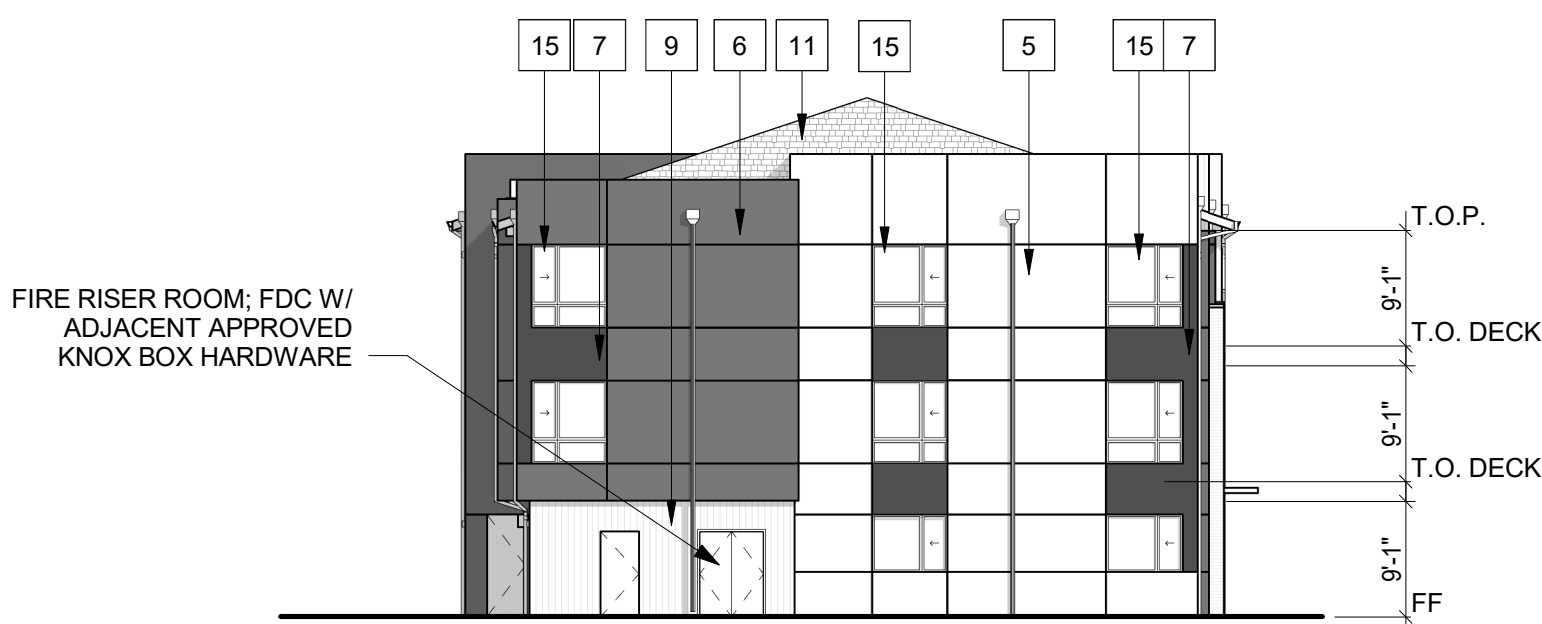 15 7 9 6 11 15 5 15 7
T.O.P.
9'-1"
FIRE RISER ROOM; FDC W/
ADJACENT APPROVED
KNOX BOX HARDWARE
T.O. DECK
9'-1"
T.O. DECK
9'-1"
FF